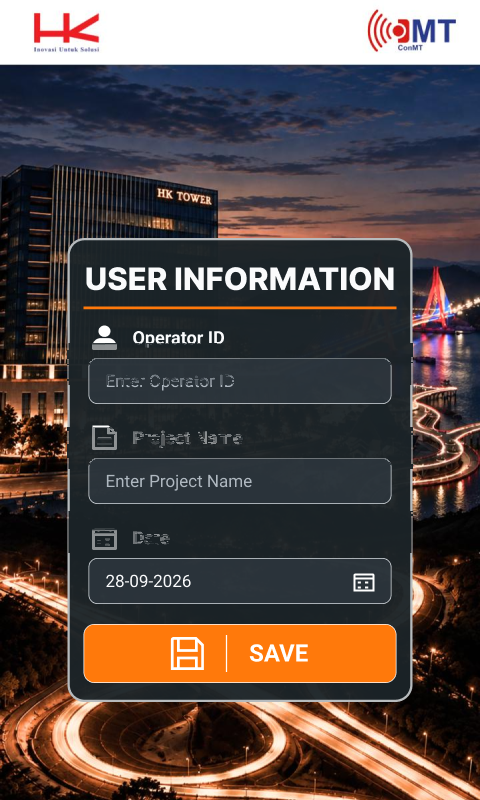 HK
Inovasi Untuk Solusi
MT
ConMT
HK TOWER
USER INFORMATION
Operator ID
Enter Operator ID
Project Name
Enter Project Name
Date
28-09-2026
SAVE